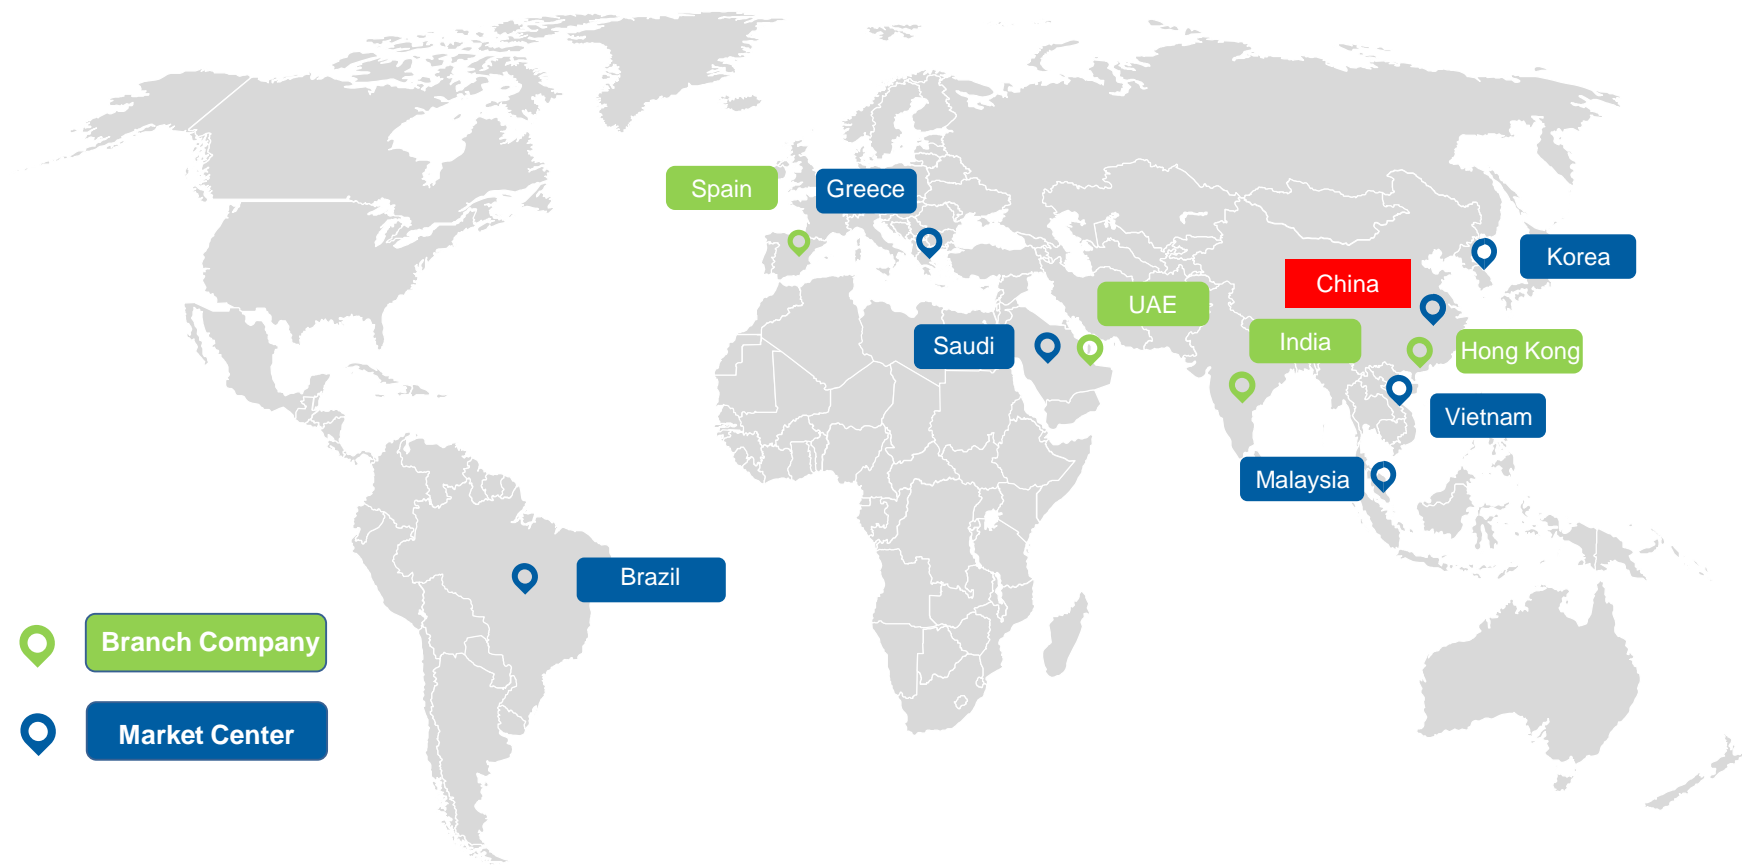 Spain
Greece
Korea
China
UAE
India
Saudi
Hong Kong
Vietnam
Malaysia
Brazil
Branch Company
Market Center